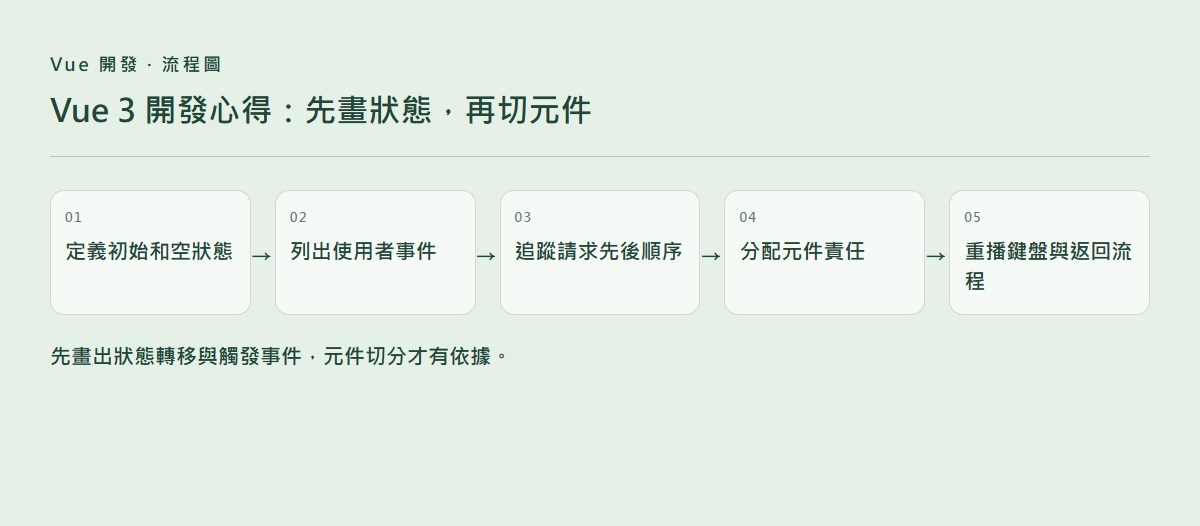 Vue 開發 · 流程圖
Vue 3 開發心得：先畫狀態，再切元件
01
定義初始和空狀態
→
02
列出使用者事件
→
03
追蹤請求先後順序
→
04
分配元件責任
→
05
重播鍵盤與返回流
程
先畫出狀態轉移與觸發事件，元件切分才有依據。